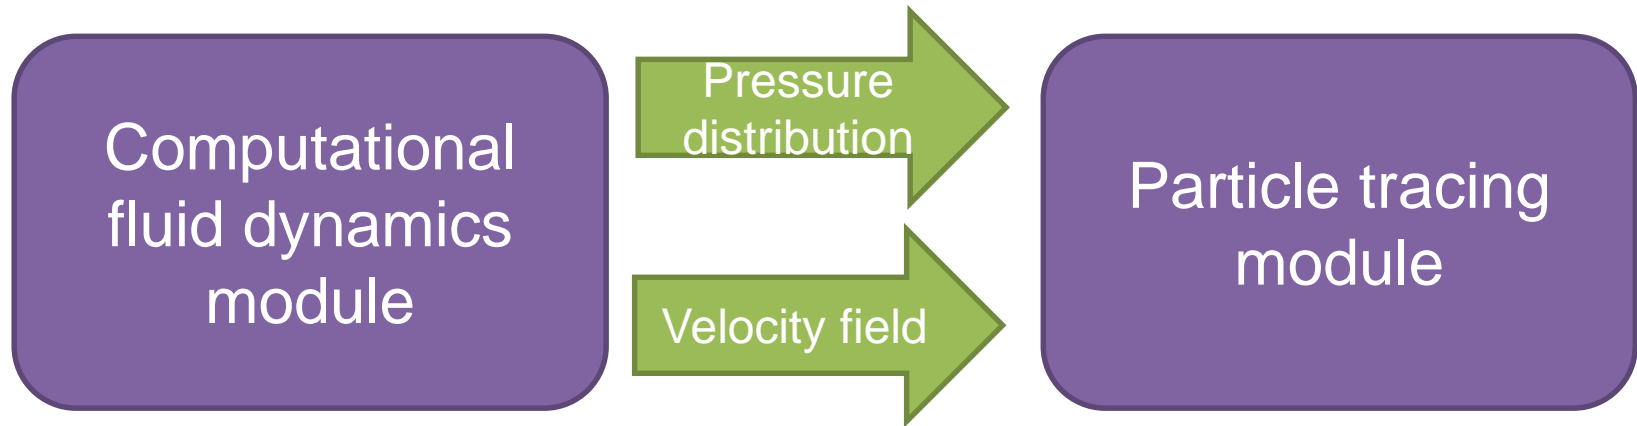 Computational
fluid dynamics
module
Pressure
distribution
Velocity field
Particle tracing
module